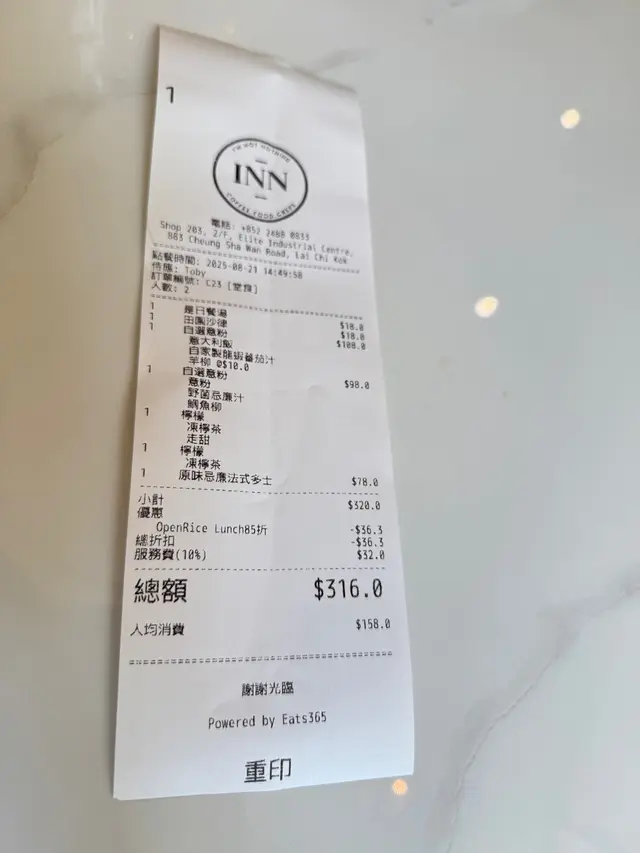 1
I'M NOT NOTHING
INN
COFFEE FOOD CREPE
電話: +852 2488 0833
Shop 203, 2/F, Elite Industrial Centre,
883 Cheung Sha Wan Road, Lai Chi Kok
點餐時間: 2025-08-21 14:49:58
侍應: Toby
訂單編號: C23 [堂食]
人數: 2
1 是日餐湯 $18.0
1 田園沙律 $18.0
1 自選意粉 $108.0
意大利飯
自家製龍蝦蕃茄汁
羊柳 @$10.0
1 自選意粉 $98.0
意粉
野菌忌廉汁
鯛魚柳
1 檸檬
凍檸茶
走甜
1 檸檬
凍檸茶
1 原味忌廉法式多士 $78.0
小計 $320.0
優惠
OpenRice Lunch85折 -$36.3
總折扣 -$36.3
服務費(10%) $32.0
總額 $316.0
人均消費 $158.0
謝謝光臨
Powered by Eats365
重印